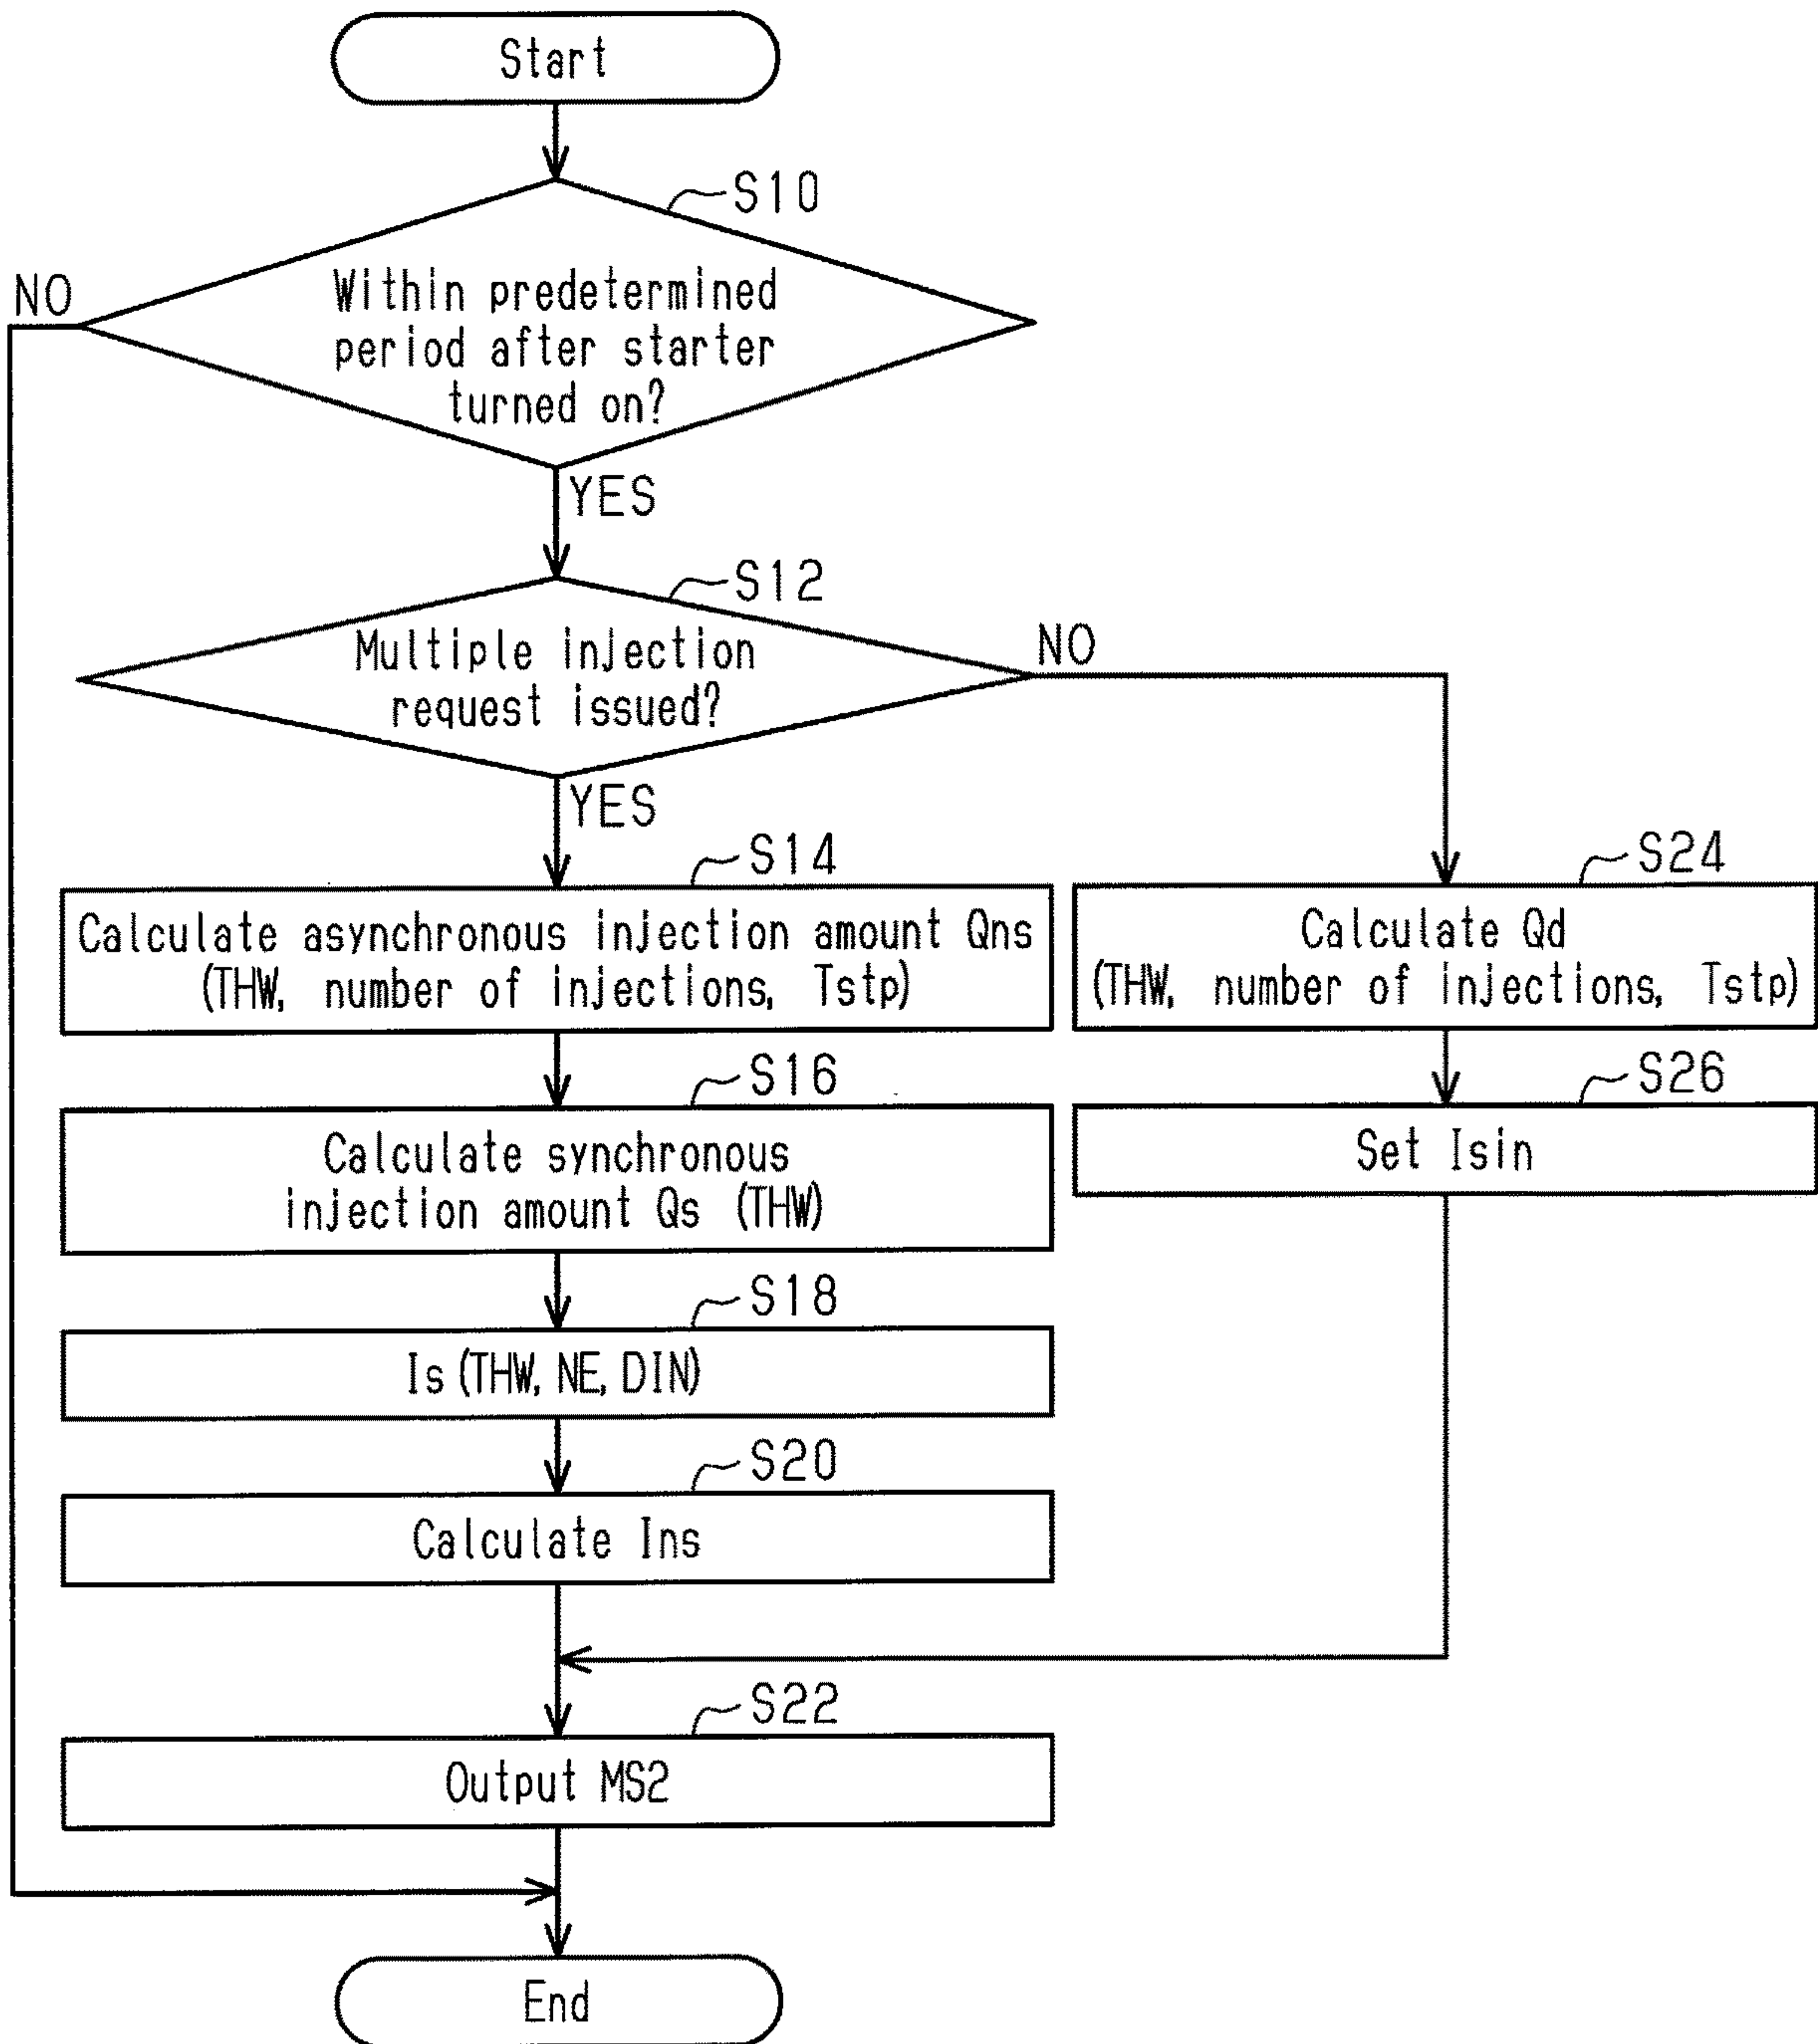 Start
S10
NO
Within predetermined
period after starter
turned on?
YES
S12
Multiple injection
request issued?
NO
YES
S14
Calculate asynchronous injection amount Qns
(THW, number of injections, Tstp)
S24
Calculate Qd
(THW, number of injections, Tstp)
S16
Calculate synchronous
injection amount Qs (THW)
S26
Set Isin
S18
Is (THW, NE, DIN)
S20
Calculate Ins
S22
Output MS2
End